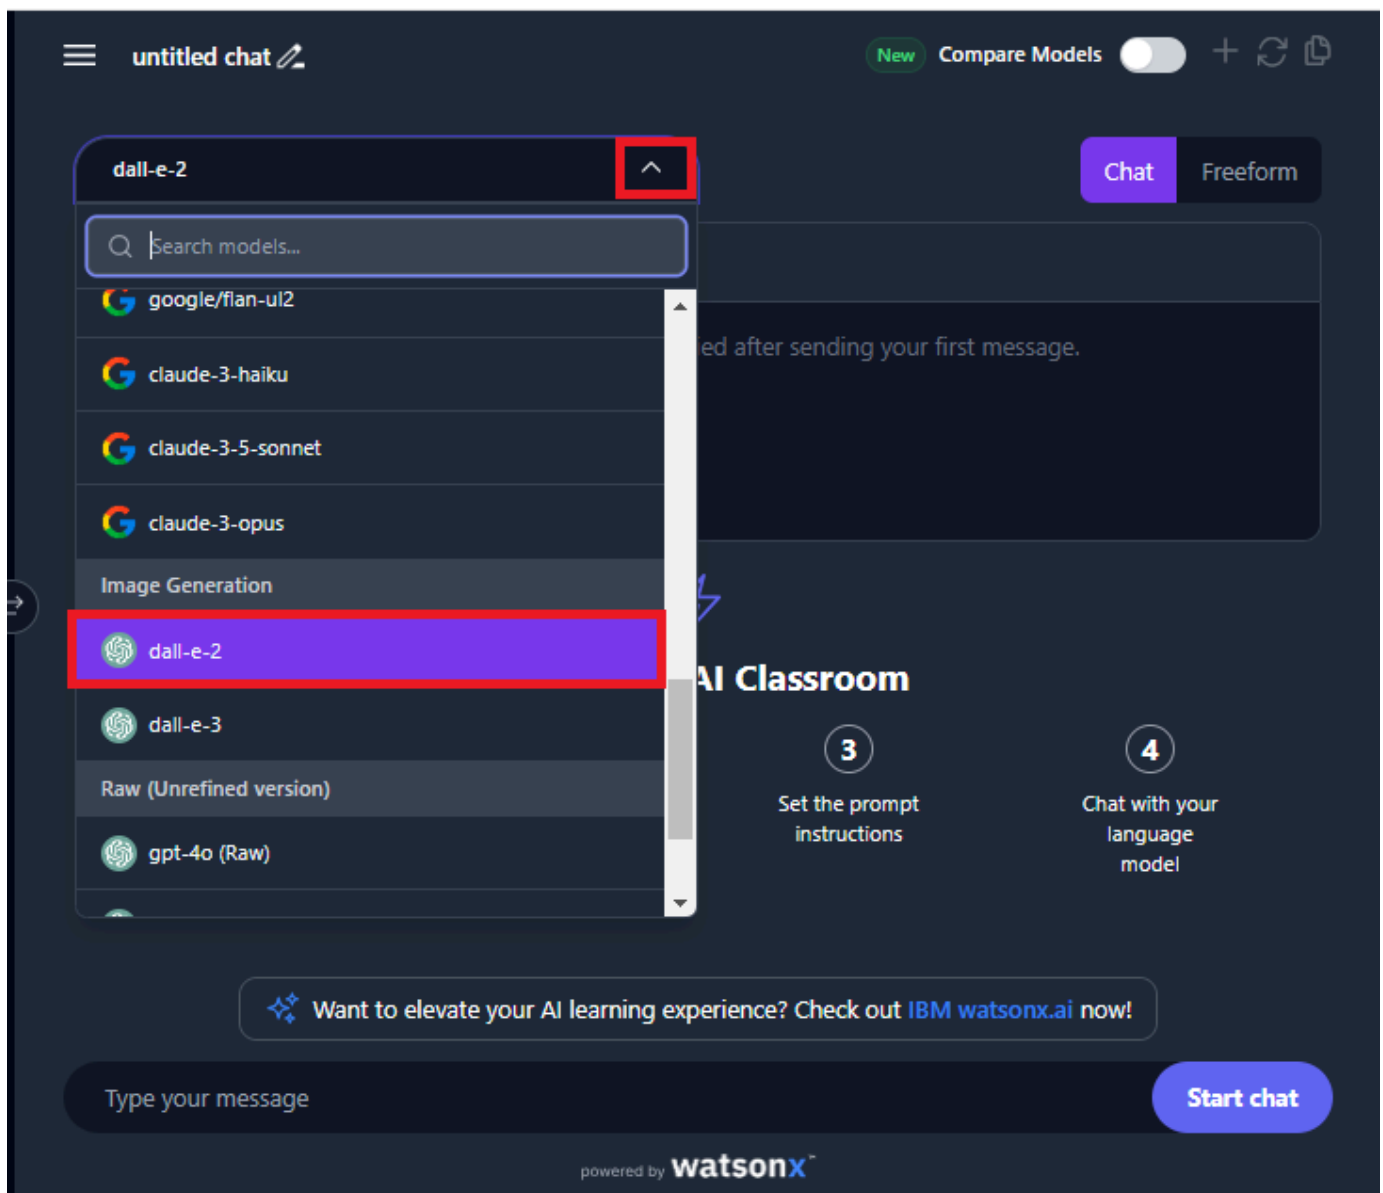 untitled chat
New Compare Models
dall-e-2
Chat Freeform
Search models...
google/flan-ul2
claude-3-haiku
claude-3-5-sonnet
claude-3-opus
Image Generation
dall-e-2
dall-e-3
Raw (Unrefined version)
gpt-4o (Raw)
ed after sending your first message.
AI Classroom
3
Set the prompt
instructions
4
Chat with your
language
model
Want to elevate your AI learning experience? Check out IBM watsonx.ai now!
Type your message
Start chat
powered by watsonx™